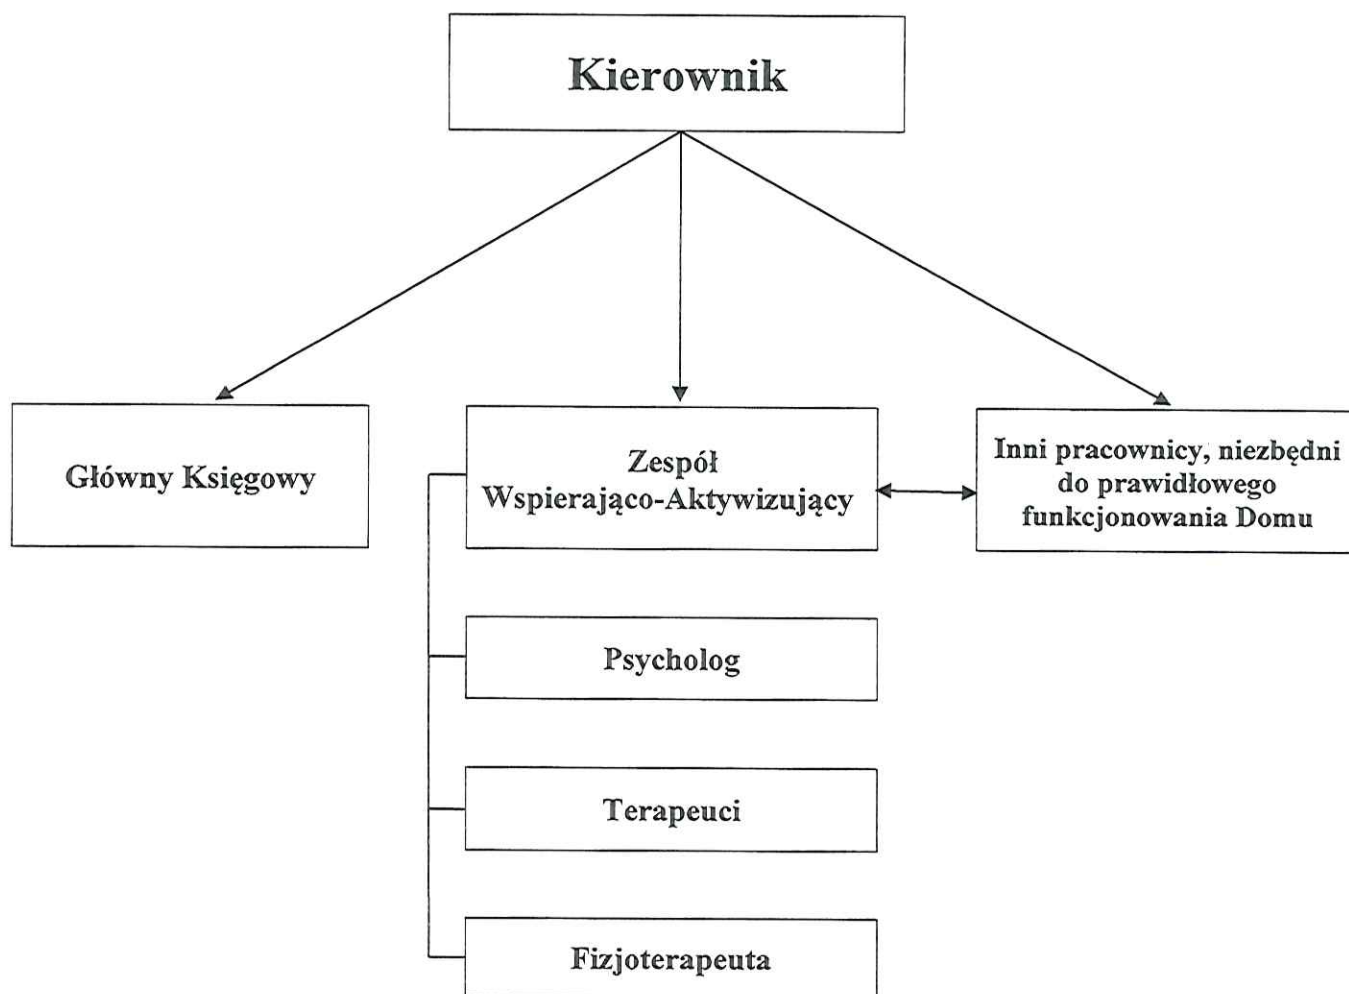 Kierownik
Główny Księgowy
Zespół
Wspierająco-Aktywizujący
Inni pracownicy, niezbędni
do prawidłowego
funkcjonowania Domu
Psycholog
Terapeuci
Fizjoterapeuta